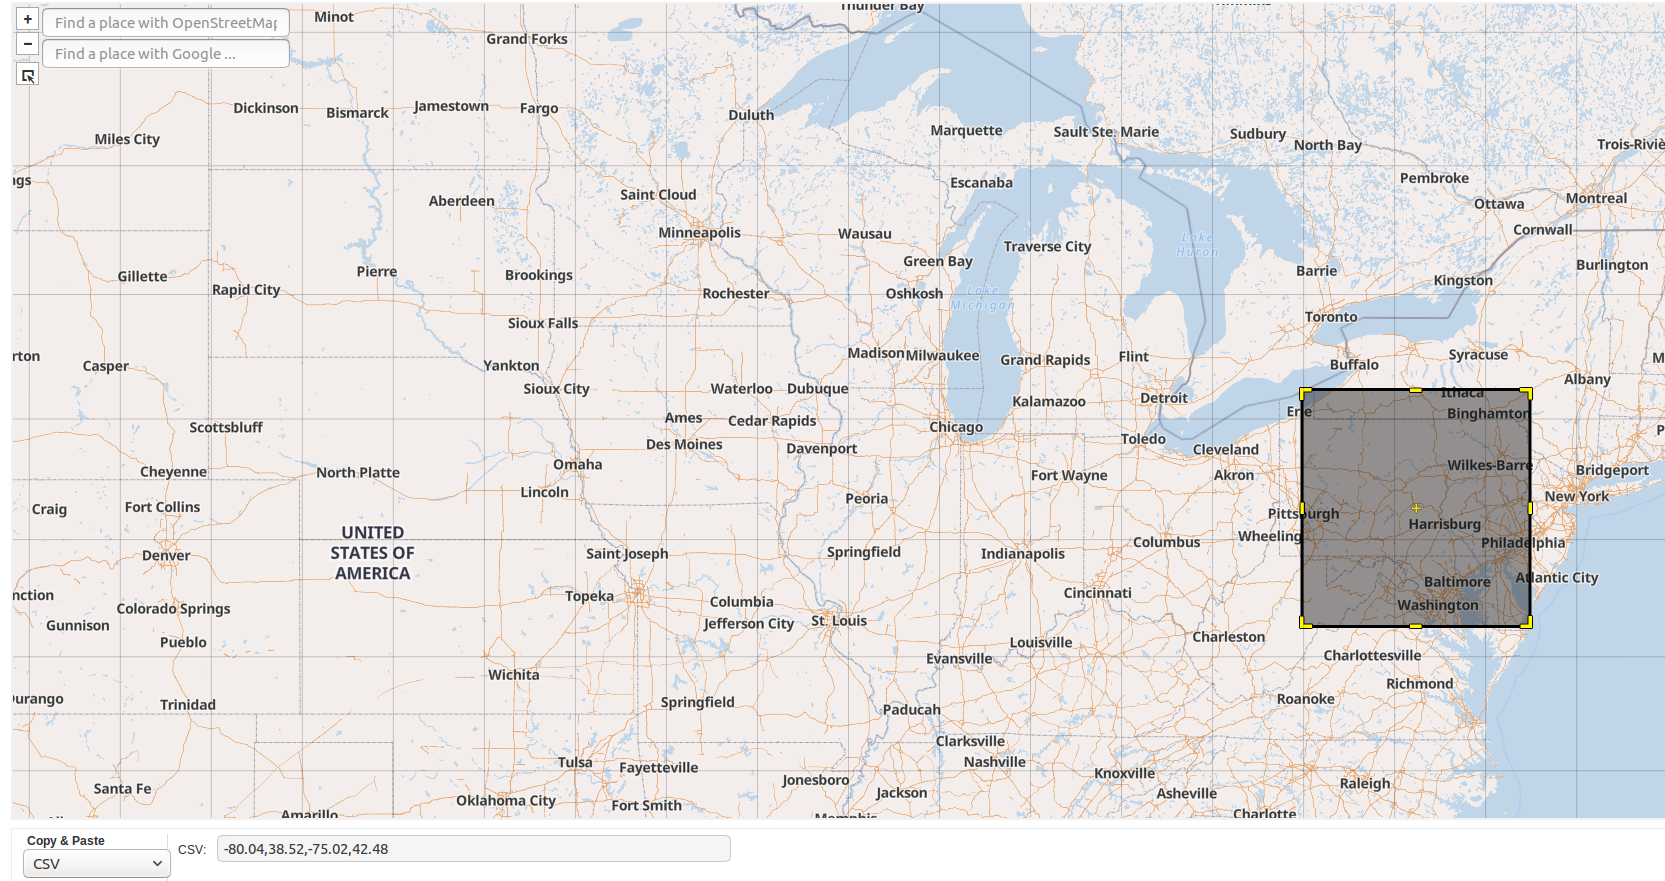 +
Find a place with OpenStreetMap
−
Find a place with Google ...
Minot
Grand Forks
Thunder Bay
Dickinson
Bismarck
Jamestown
Fargo
Duluth
Marquette
Sault Ste. Marie
Sudbury
North Bay
Trois-Riviè
Miles City
ngs
Aberdeen
Saint Cloud
Escanaba
Pembroke
Ottawa
Montreal
Minneapolis
Wausau
Traverse City
Lake
Huron
Cornwall
Green Bay
Barrie
Burlington
Gillette
Pierre
Brookings
Rapid City
Rochester
Oshkosh
Lake
Michigan
Kingston
Sioux Falls
Toronto
rton
Casper
Yankton
Madison
Milwaukee
Grand Rapids
Flint
Buffalo
Syracuse
M
Sioux City
Waterloo
Dubuque
Kalamazoo
Detroit
Albany
Ithaca
Erie
Binghamton
Scottsbluff
Ames
Cedar Rapids
Chicago
P
Des Moines
Davenport
Toledo
Cleveland
Cheyenne
North Platte
Omaha
Fort Wayne
Akron
Wilkes-Barre
Bridgeport
Craig
Fort Collins
Lincoln
Peoria
New York
Pittsburgh
Harrisburg
UNITED
STATES OF
AMERICA
Denver
Saint Joseph
Springfield
Indianapolis
Columbus
Wheeling
Philadelphia
nction
Colorado Springs
Topeka
Columbia
Cincinnati
Baltimore
Atlantic City
Washington
Gunnison
Pueblo
Jefferson City
St. Louis
Louisville
Charleston
Evansville
Charlottesville
Wichita
Richmond
Durango
Trinidad
Springfield
Paducah
Roanoke
Clarksville
Tulsa
Fayetteville
Nashville
Knoxville
Santa Fe
Jonesboro
Raleigh
Oklahoma City
Fort Smith
Jackson
Asheville
Amarillo
Memphis
Charlotte
Copy & Paste
CSV
CSV:
-80.04,38.52,-75.02,42.48